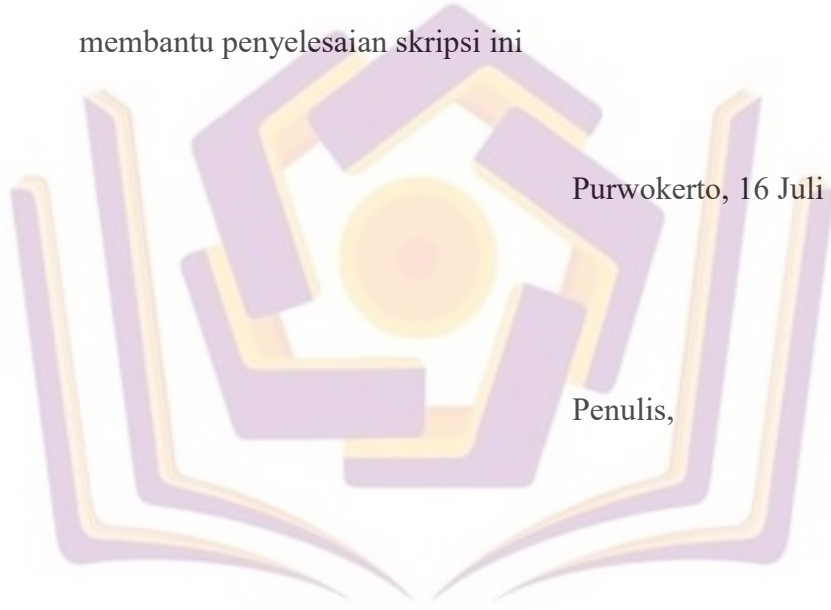 membantu penyelesaian skripsi ini
Purwokerto, 16 Juli
Penulis,